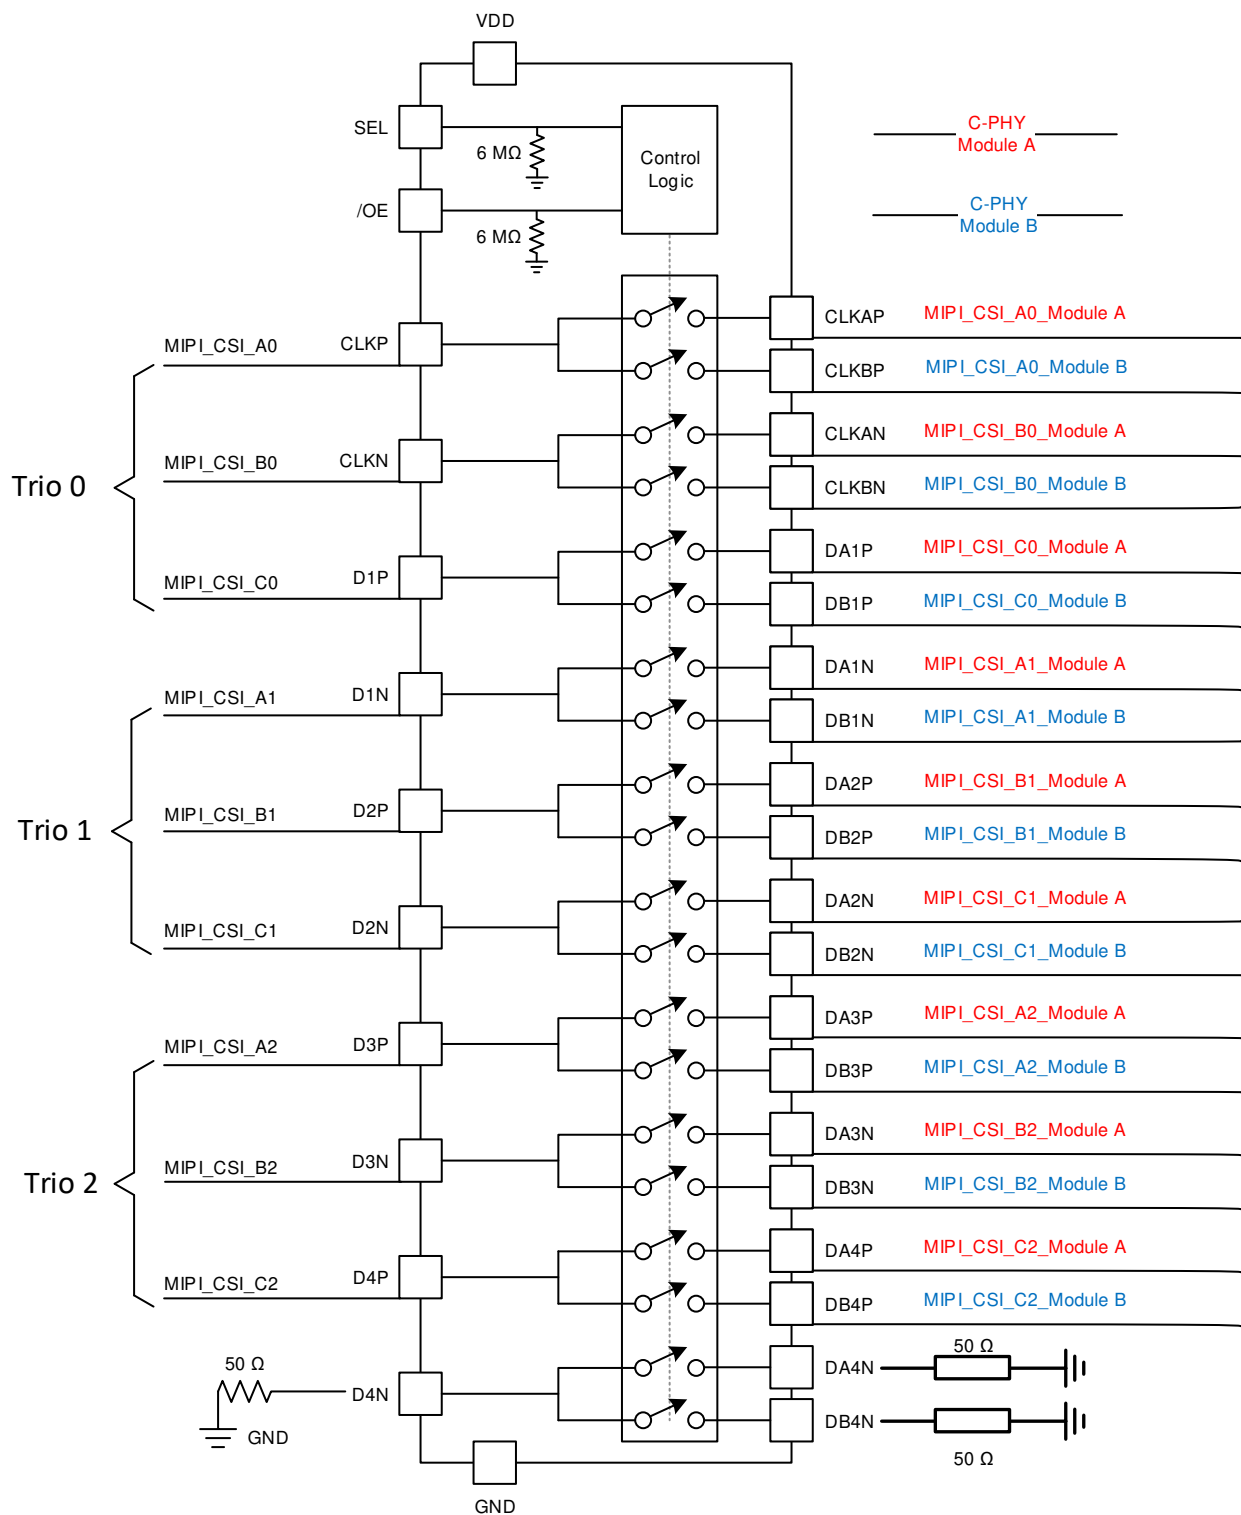 VDD
SEL
6 MΩ
Control
Logic
C-PHY
Module A
/OE
6 MΩ
C-PHY
Module B
CLKAP
MIPI_CSI_A0_Module A
MIPI_CSI_A0
CLKP
CLKBP
MIPI_CSI_A0_Module B
CLKAN
MIPI_CSI_B0_Module A
Trio 0
MIPI_CSI_B0
CLKN
CLKBN
MIPI_CSI_B0_Module B
DA1P
MIPI_CSI_C0_Module A
MIPI_CSI_C0
D1P
DB1P
MIPI_CSI_C0_Module B
DA1N
MIPI_CSI_A1_Module A
MIPI_CSI_A1
D1N
DB1N
MIPI_CSI_A1_Module B
DA2P
MIPI_CSI_B1_Module A
Trio 1
MIPI_CSI_B1
D2P
DB2P
MIPI_CSI_B1_Module B
DA2N
MIPI_CSI_C1_Module A
MIPI_CSI_C1
D2N
DB2N
MIPI_CSI_C1_Module B
DA3P
MIPI_CSI_A2_Module A
MIPI_CSI_A2
D3P
DB3P
MIPI_CSI_A2_Module B
DA3N
MIPI_CSI_B2_Module A
Trio 2
MIPI_CSI_B2
D3N
DB3N
MIPI_CSI_B2_Module B
DA4P
MIPI_CSI_C2_Module A
MIPI_CSI_C2
D4P
DB4P
MIPI_CSI_C2_Module B
50 Ω
DA4N
50 Ω
D4N
GND
DB4N
50 Ω
GND